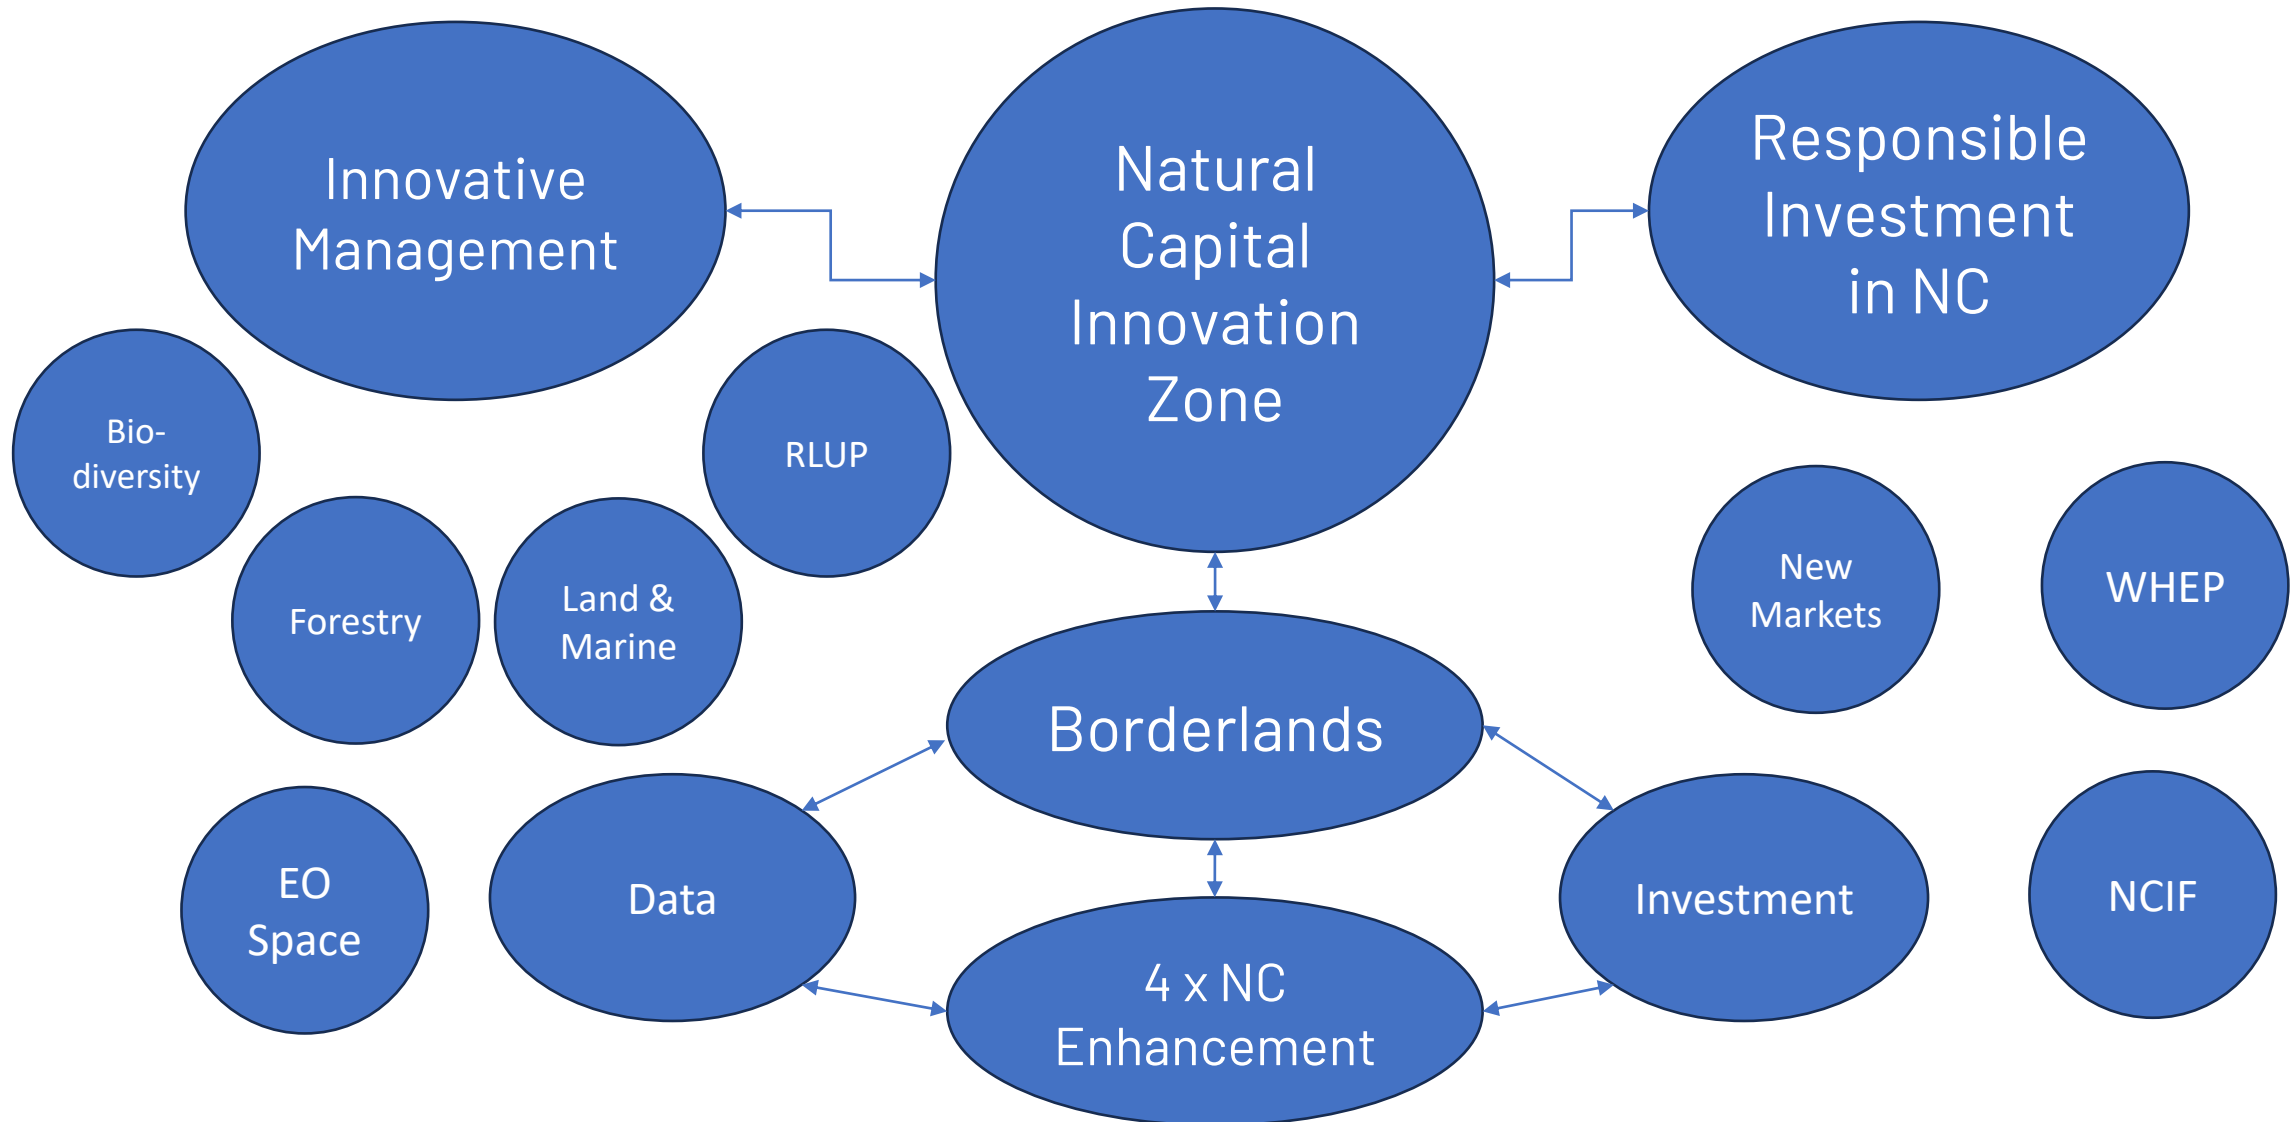 Innovative
Management
Natural
Capital
Innovation
Zone
Responsible
Investment
in NC
Bio-
diversity
RLUP
Forestry
Land &
Marine
New
Markets
WHEP
Borderlands
EO
Space
Data
4 x NC
Enhancement
Investment
NCIF